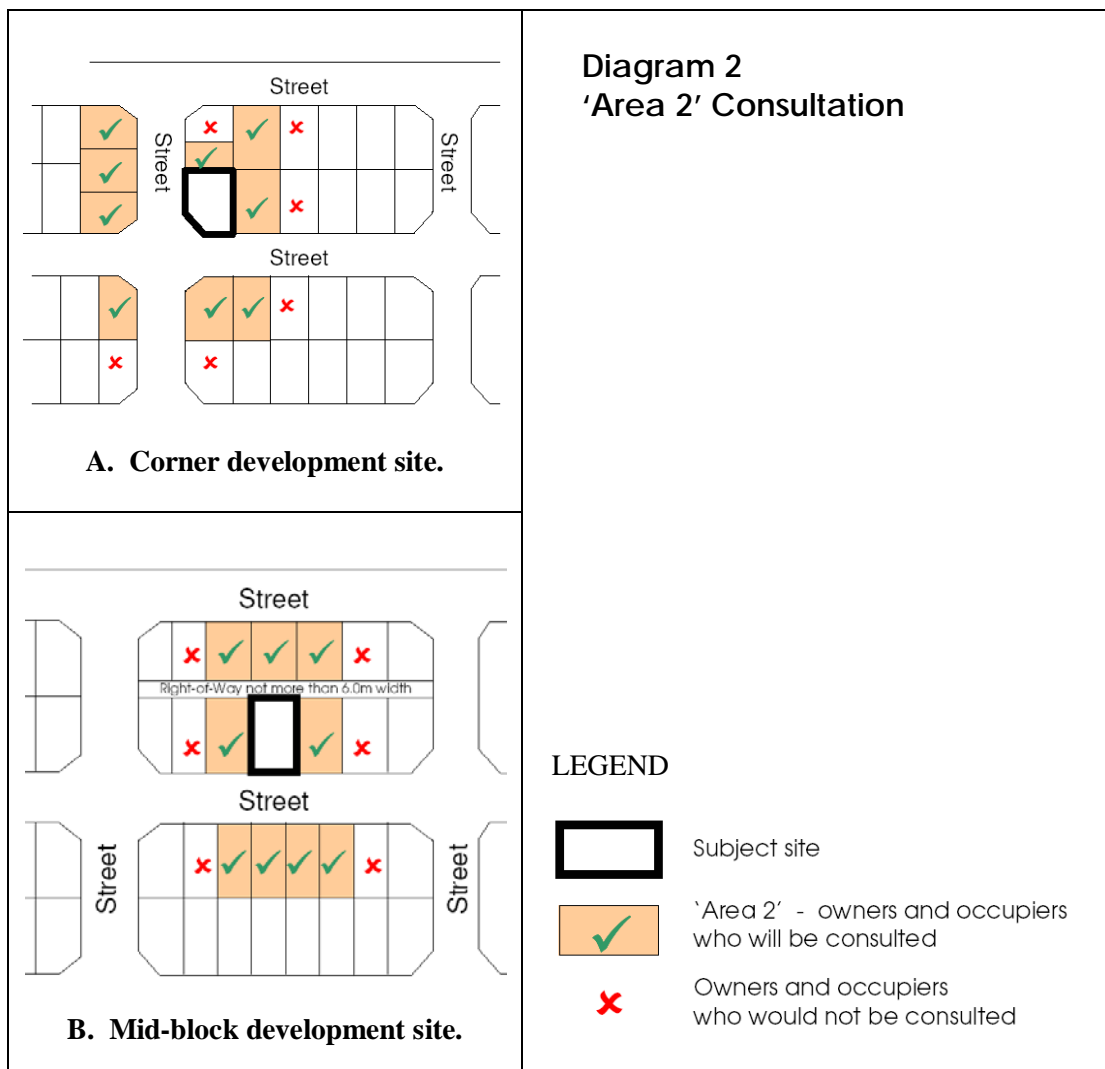 Diagram 2
‘Area 2’ Consultation
Street
Street
Street
Street
A. Corner development site.
Street
Right-of-Way not more than 6.0m width
Street
Street
Street
B. Mid-block development site.
LEGEND
Subject site
‘Area 2’ - owners and occupiers
who will be consulted
Owners and occupiers
who would not be consulted